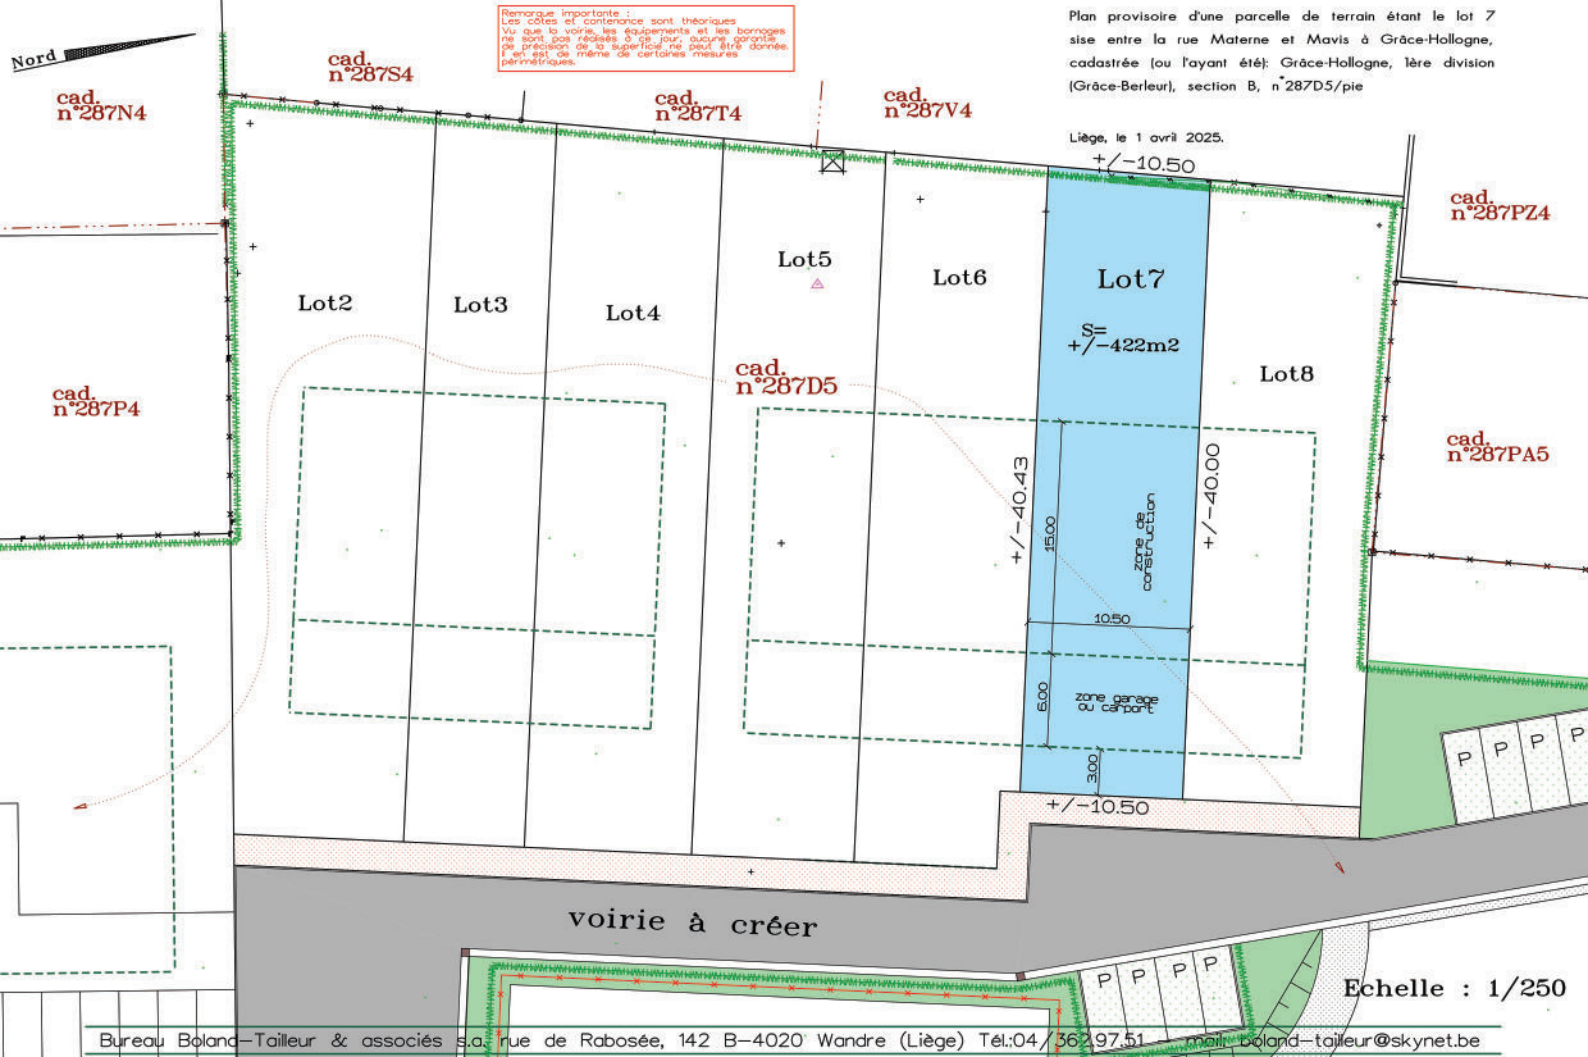 Remarque importante :
Les côtes et contenance sont théoriques
Vu que la voirie, les équipements et les bornages
ne sont pas réalisés à ce jour, aucune garantie
de précision de la superficie ne peut être donnée.
Il en est de même de certaines mesures
périmétriques.
Plan provisoire d'une parcelle de terrain étant le lot 7
sise entre la rue Materne et Mavis à Grâce-Hollogne,
cadastrée (ou l'ayant été): Grâce-Hollogne, 1ère division
(Grâce-Berleur), section B, n°287D5/pie
Liège, le 1 avril 2025.
Nord
cad.
n°287N4
cad.
n°287S4
cad.
n°287T4
cad.
n°287V4
+/-10.50
cad.
n°287PZ4
Lot2
Lot3
Lot4
Lot5
Lot6
Lot7
S=
+/-422m2
Lot8
cad.
n°287P4
cad.
n°287D5
cad.
n°287PA5
+/-40.43
15.00
zone de
construction
+/-40.00
10.50
6.00
zone garage
ou carport
3.00
+/-10.50
P P P P
voirie à créer
P P P P
Echelle : 1/250
Bureau Boland-Tailleur & associés s.a. rue de Rabosée, 142 B-4020 Wandre (Liège) Tél.:04/362.97.51 mail: boland-tailleur@skynet.be